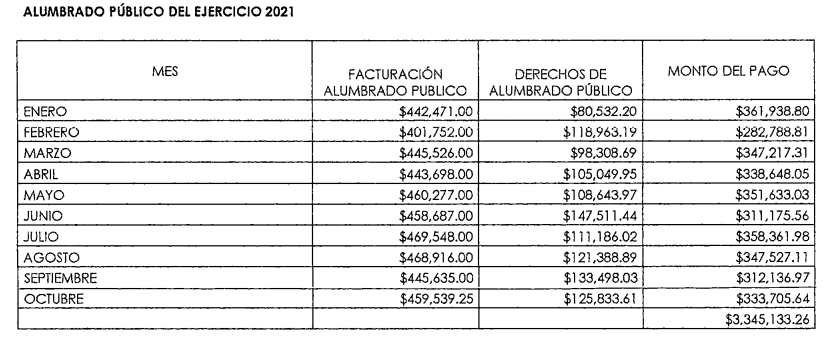 ALUMBRADO PÚBLICO DEL EJERCICIO 2021
MES FACTURACIÓN ALUMBRADO PUBLICO DERECHOS DE ALUMBRADO PÚBLICO MONTO DEL PAGO
ENERO $442,471.00 $80,532.20 $361,938.80
FEBRERO $401,752.00 $118,963.19 $282,788.81
MARZO $445,526.00 $98,308.69 $347,217.31
ABRIL $443,698.00 $105,049.95 $338,648.05
MAYO $460,277.00 $108,643.97 $351,633.03
JUNIO $458,687.00 $147,511.44 $311,175.56
JULIO $469,548.00 $111,186.02 $358,361.98
AGOSTO $468,916.00 $121,388.89 $347,527.11
SEPTIEMBRE $445,635.00 $133,498.03 $312,136.97
OCTUBRE $459,539.25 $125,833.61 $333,705.64
$3,345,133.26